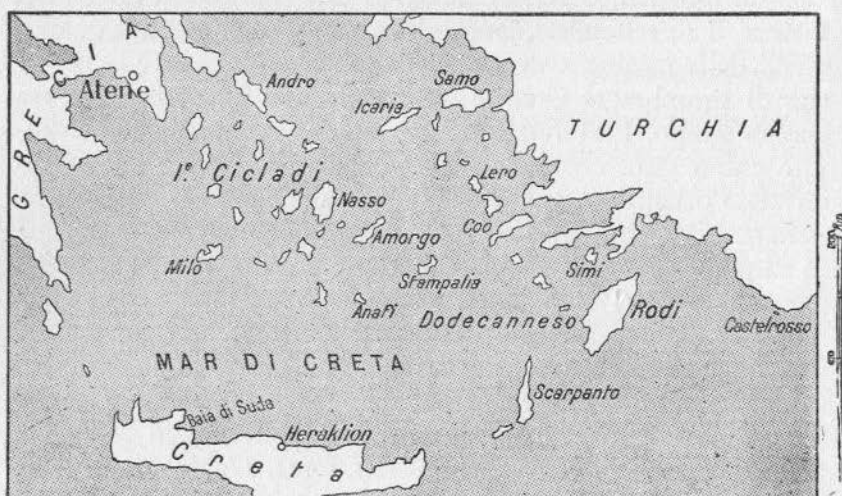 GRECIA
Atene
Andro
Samo
Icaria
TURCHIA
Iᵉ Cicladi
Lero
Nasso
Amorgo
Coo
Milo
Stampalia
Simi
Anafi
Dodecanneso
Rodi
Castelrosso
MAR DI CRETA
Scarpanto
Baia di Suda
Heraklion
Creta